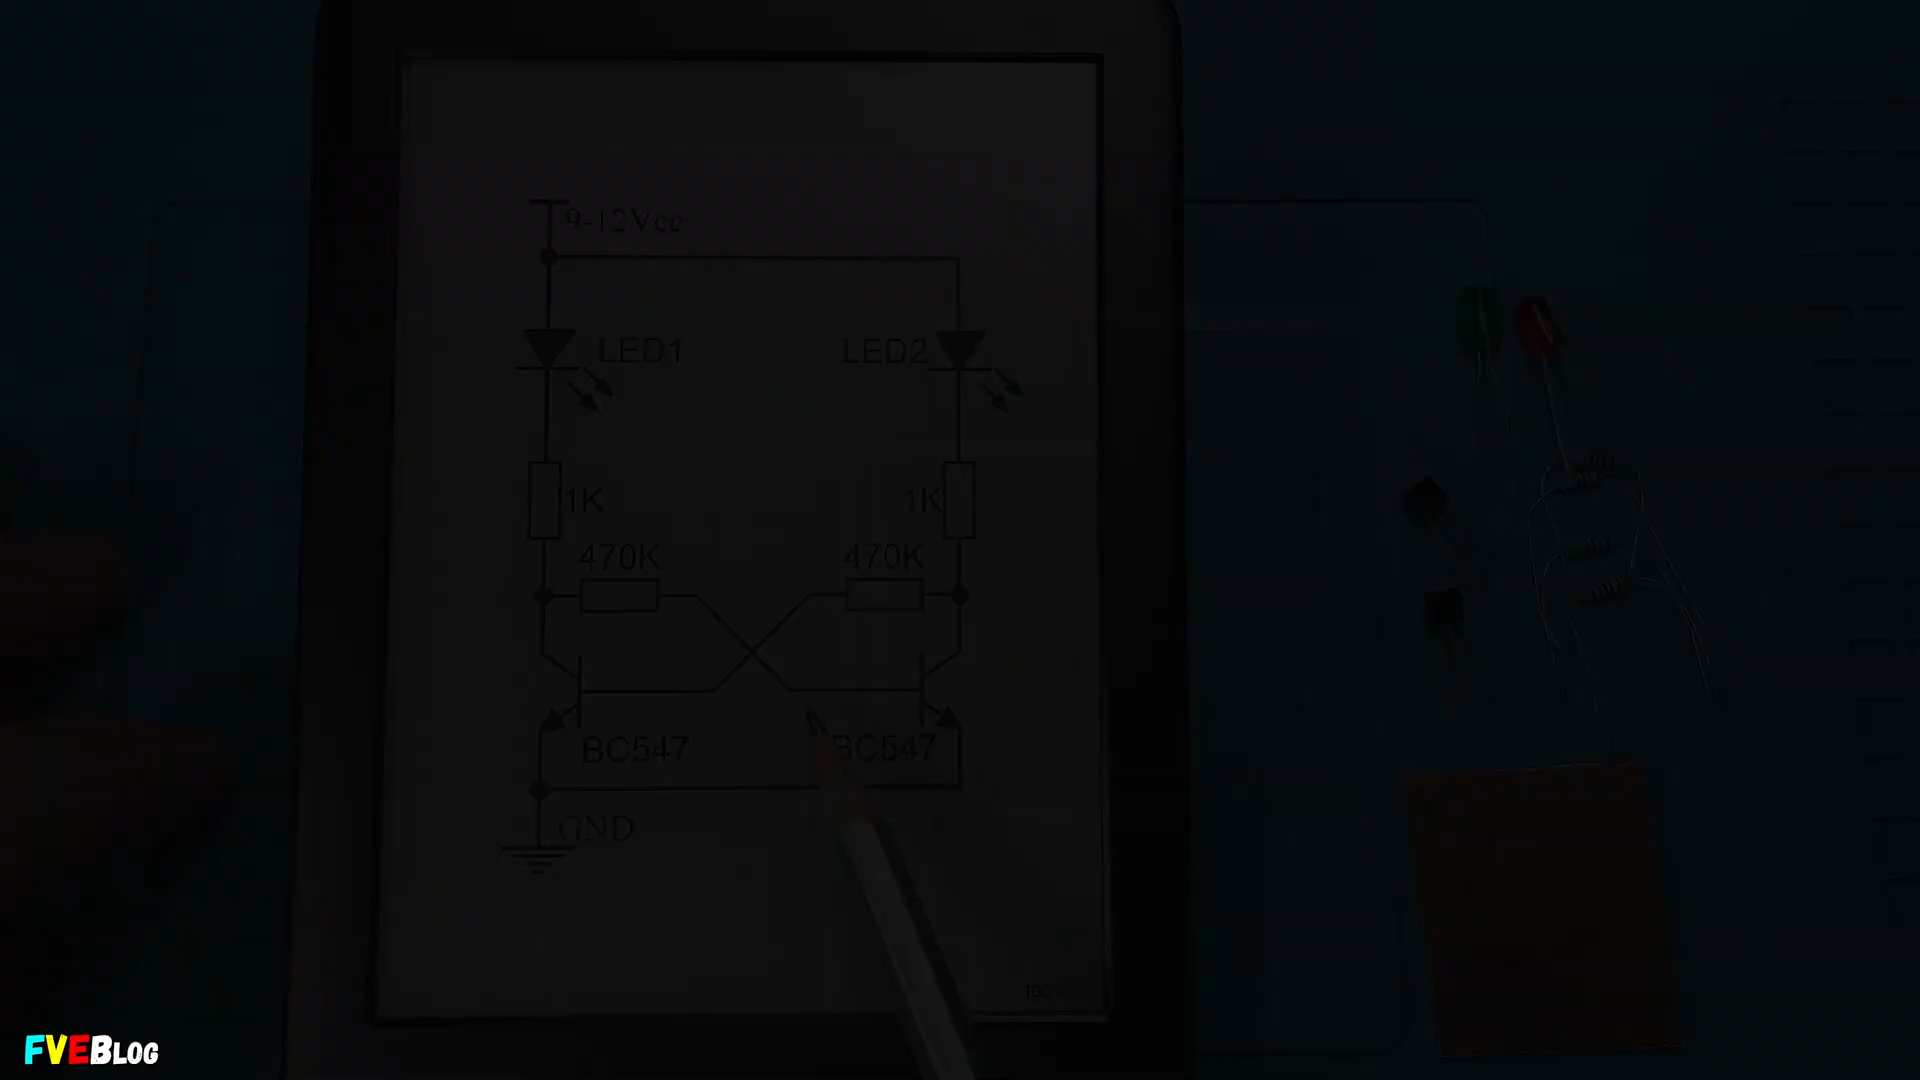 9-12Vcc
LED1
LED2
1K
1K
470K
470K
BC547
BC547
GND
FVEBLOG